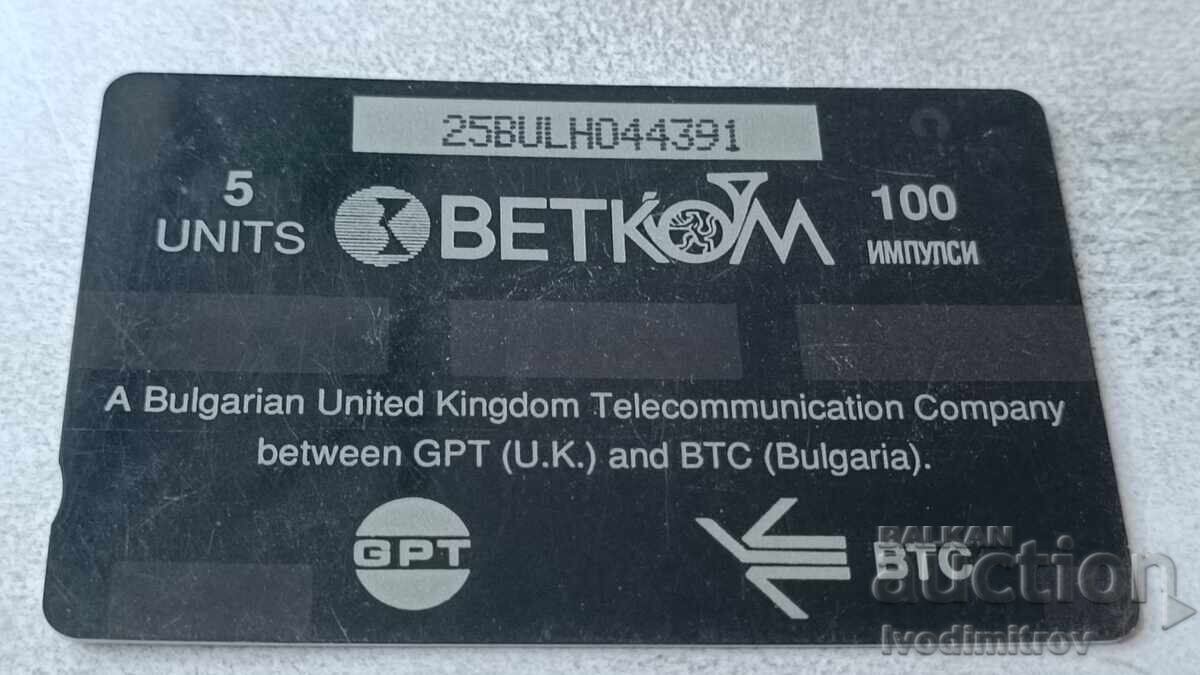 25BULH044391
5 UNITS
BETKOM
100 ИМПУЛСИ
A Bulgarian United Kingdom Telecommunication Company
between GPT (U.K.) and BTC (Bulgaria).
GPT
BTC
BALKAN
auction
Ivodimitrov